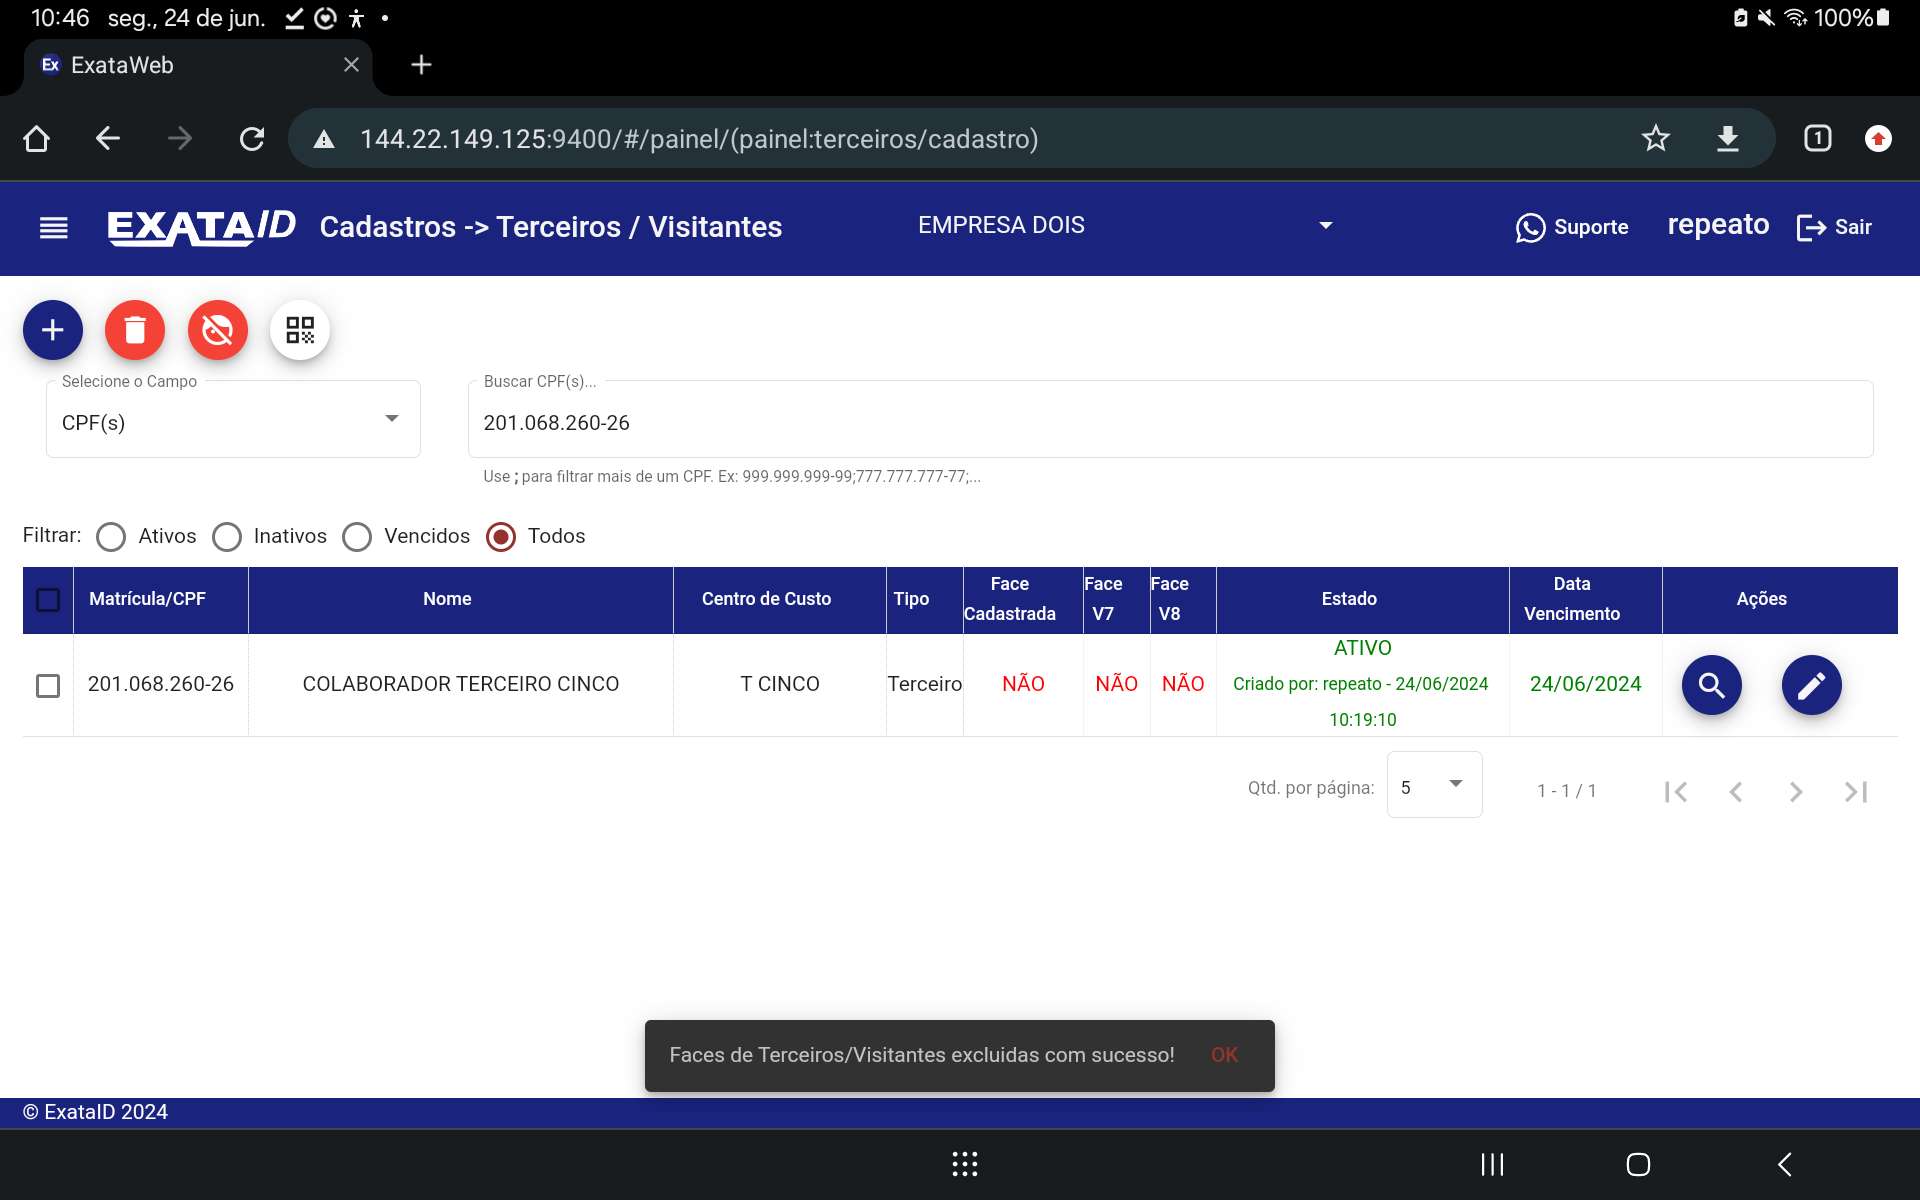 10:46 seg., 24 de jun.
100%
Ex ExataWeb
144.22.149.125:9400/#/painel/(painel:terceiros/cadastro)
1
EXATAID Cadastros -> Terceiros / Visitantes
EMPRESA DOIS
Suporte
repeato
Sair
Selecione o Campo
CPF(s)
Buscar CPF(s)...
201.068.260-26
Use ; para filtrar mais de um CPF. Ex: 999.999.999-99;777.777.777-77;...
Filtrar: Ativos Inativos Vencidos Todos
Matrícula/CPF Nome Centro de Custo Tipo Face Cadastrada Face V7 Face V8 Estado Data Vencimento Ações
201.068.260-26 COLABORADOR TERCEIRO CINCO T CINCO Terceiro NÃO NÃO NÃO
ATIVO
Criado por: repeato - 24/06/2024
10:19:10
24/06/2024
Qtd. por página: 5 1 - 1 / 1
Faces de Terceiros/Visitantes excluidas com sucesso! OK
© ExataID 2024